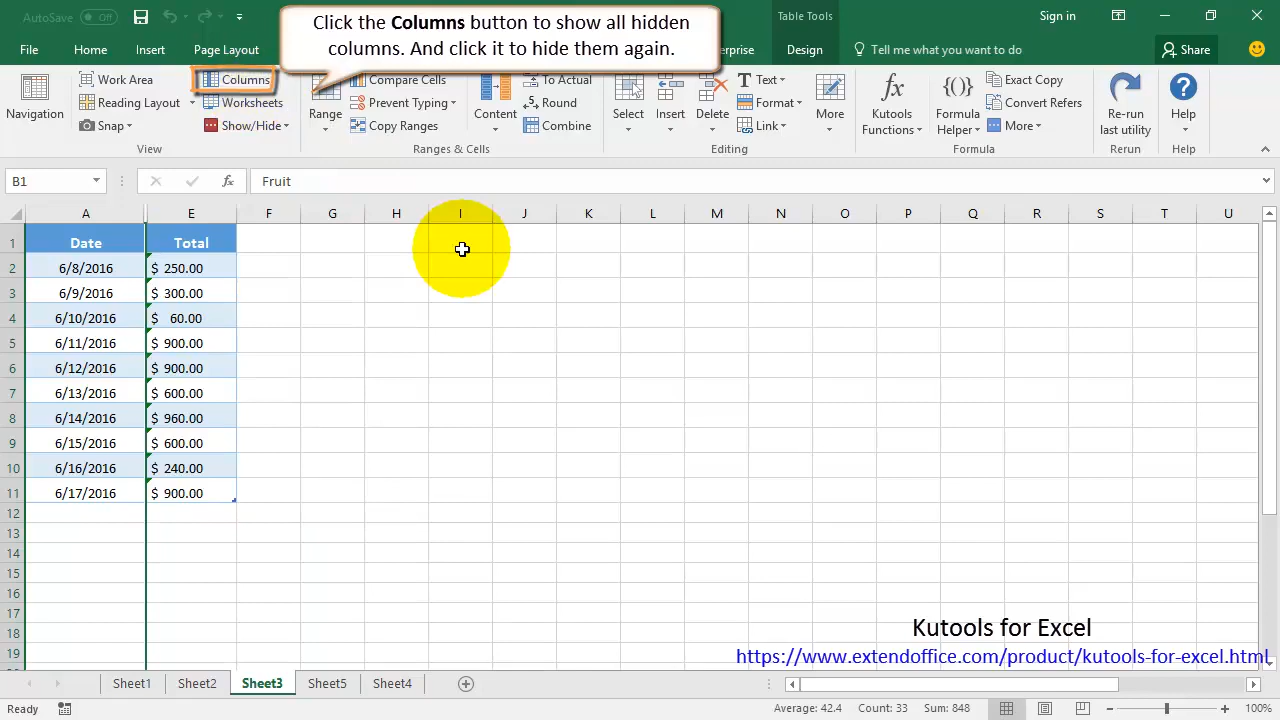 AutoSave Off
Table Tools
Sign in
Click the Columns button to show all hidden
columns. And click it to hide them again.
File Home Insert Page Layout
Design Tell me what you want to do Share
Work Area Columns Compare Cells To Actual Text Exact Copy
Reading Layout Worksheets Prevent Typing Round Format Convert Refers
Snap Show/Hide Copy Ranges Combine Link More
Navigation Range Content Select Insert Delete More Kutools Functions Formula Helper Re-run last utility Help
View Ranges & Cells Editing Formula Rerun Help
B1 fx Fruit
A E F G H I J K L M N O P Q R S T U
1 Date Total
2 6/8/2016 $ 250.00
3 6/9/2016 $ 300.00
4 6/10/2016 $ 60.00
5 6/11/2016 $ 900.00
6 6/12/2016 $ 900.00
7 6/13/2016 $ 600.00
8 6/14/2016 $ 960.00
9 6/15/2016 $ 600.00
10 6/16/2016 $ 240.00
11 6/17/2016 $ 900.00
12
13
14
15
16
17
18
19
Kutools for Excel
https://www.extendoffice.com/product/kutools-for-excel.html
Sheet1 Sheet2 Sheet3 Sheet5 Sheet4
Ready Average: 42.4 Count: 33 Sum: 848 100%